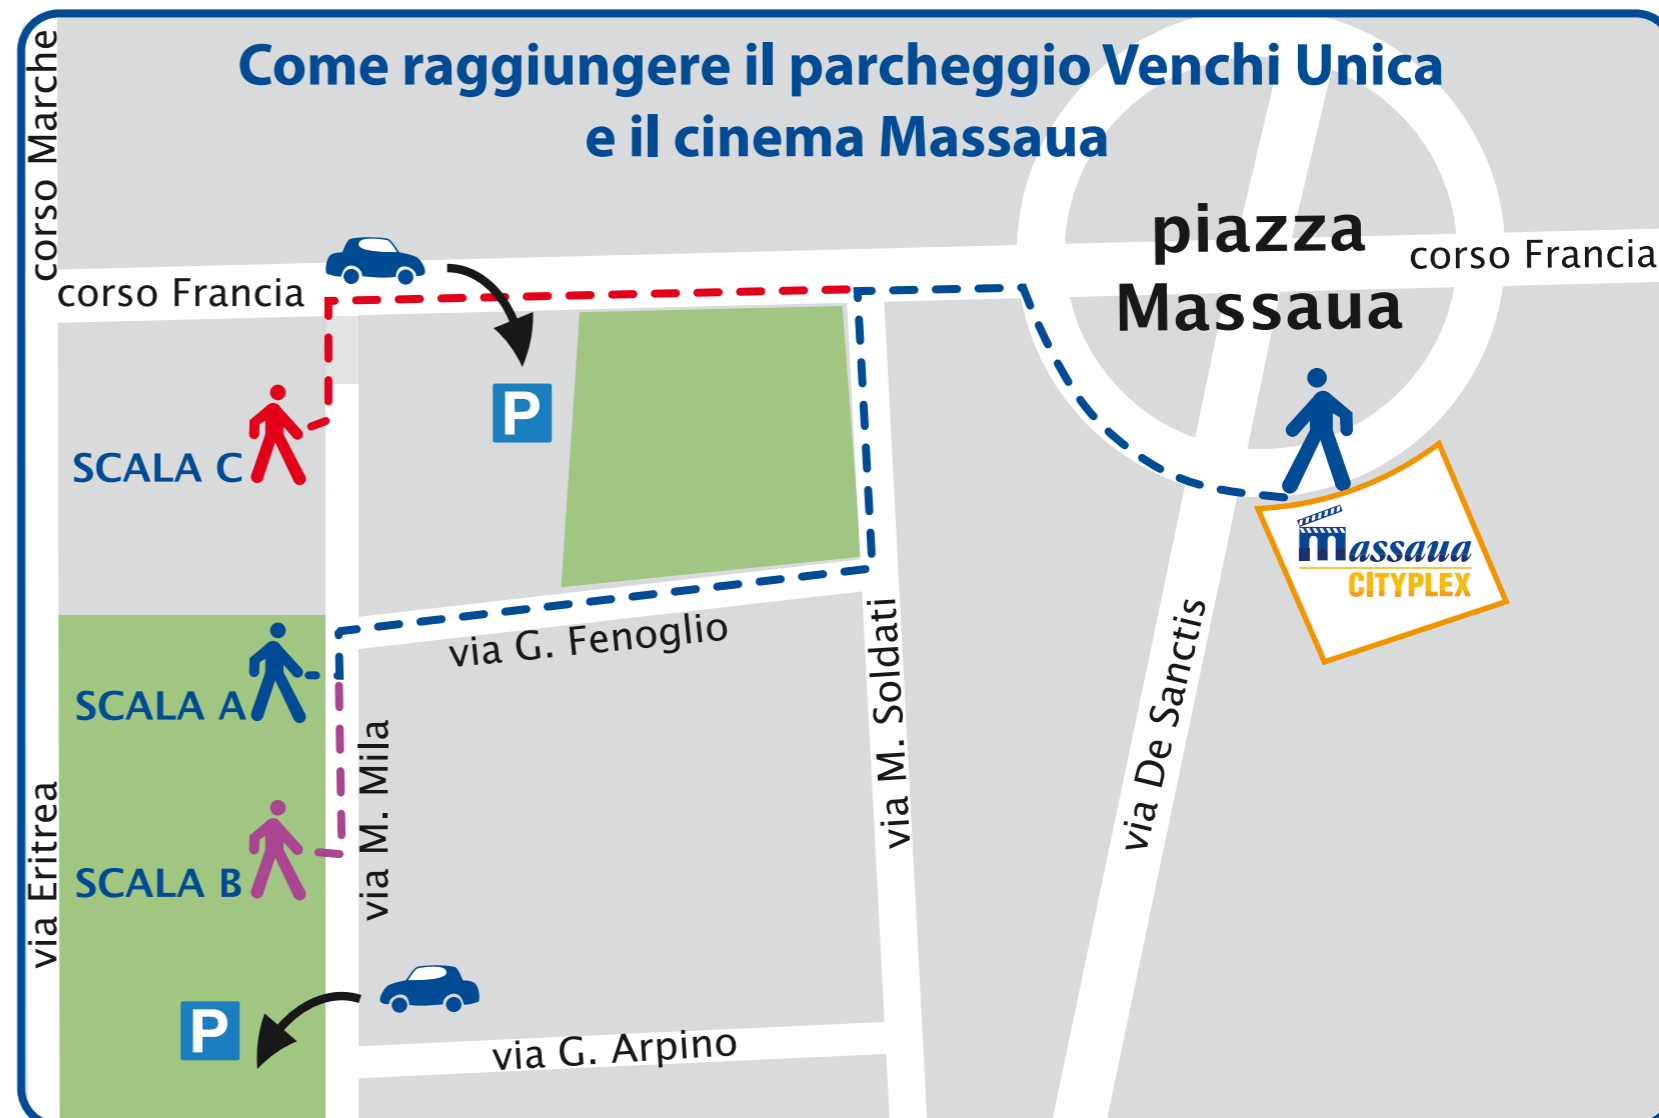 Come raggiungere il parcheggio Venchi Unica
e il cinema Massaua
corso Marche
piazza
Massaua
corso Francia
corso Francia
P
SCALA C
massaua
CITYPLEX
via G. Fenoglio
SCALA A
via M. Soldati
via De Sanctis
via M. Mila
via Eritrea
SCALA B
P
via G. Arpino